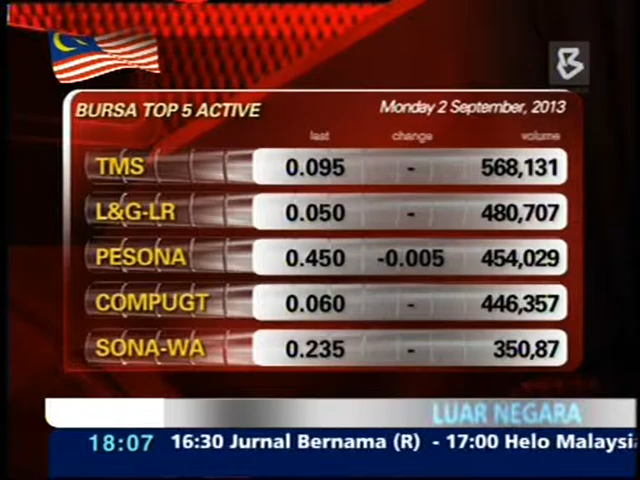 BURSA TOP 5 ACTIVE Monday 2 September, 2013
last change volume
TMS 0.095 - 568,131
L&G-LR 0.050 - 480,707
PESONA 0.450 -0.005 454,029
COMPUGT 0.060 - 446,357
SONA-WA 0.235 - 350,87
LUAR NEGARA
18:07 16:30 Jurnal Bernama (R) - 17:00 Helo Malaysia